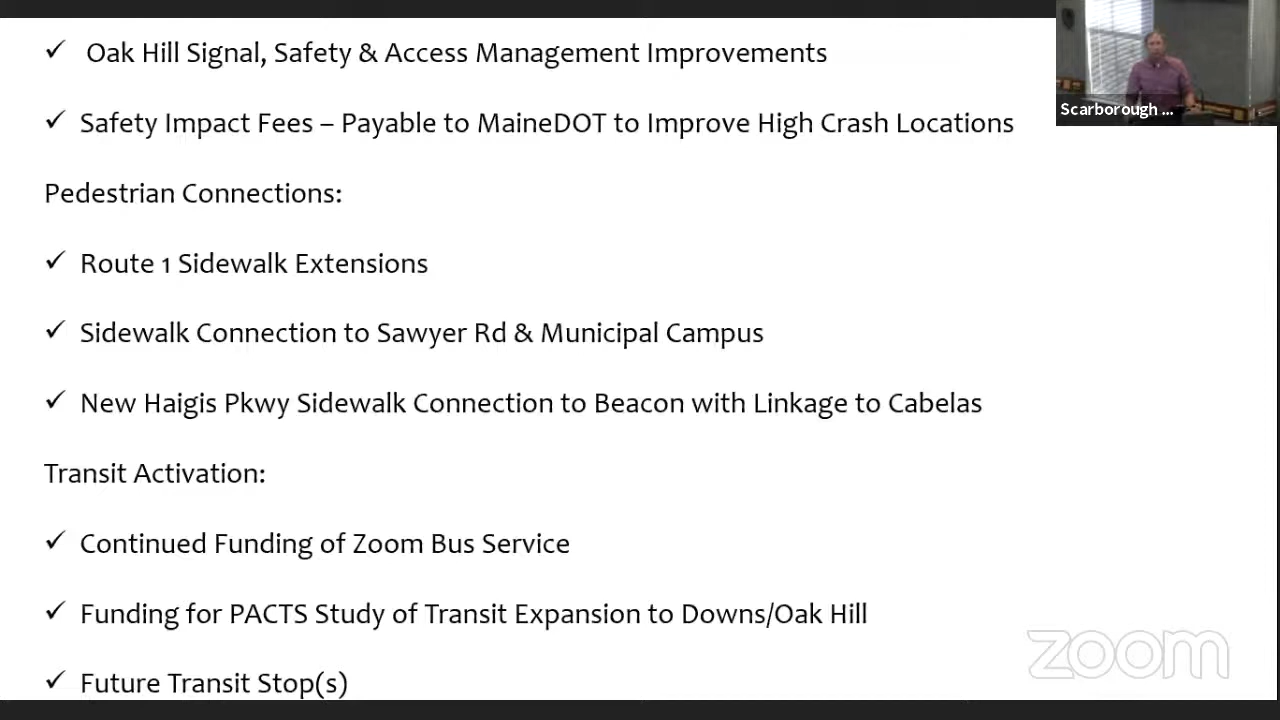 ✓ Oak Hill Signal, Safety & Access Management Improvements
Scarborough ...
✓ Safety Impact Fees – Payable to MaineDOT to Improve High Crash Locations
Pedestrian Connections:
✓ Route 1 Sidewalk Extensions
✓ Sidewalk Connection to Sawyer Rd & Municipal Campus
✓ New Haigis Pkwy Sidewalk Connection to Beacon with Linkage to Cabelas
Transit Activation:
✓ Continued Funding of Zoom Bus Service
✓ Funding for PACTS Study of Transit Expansion to Downs/Oak Hill
zoom
✓ Future Transit Stop(s)